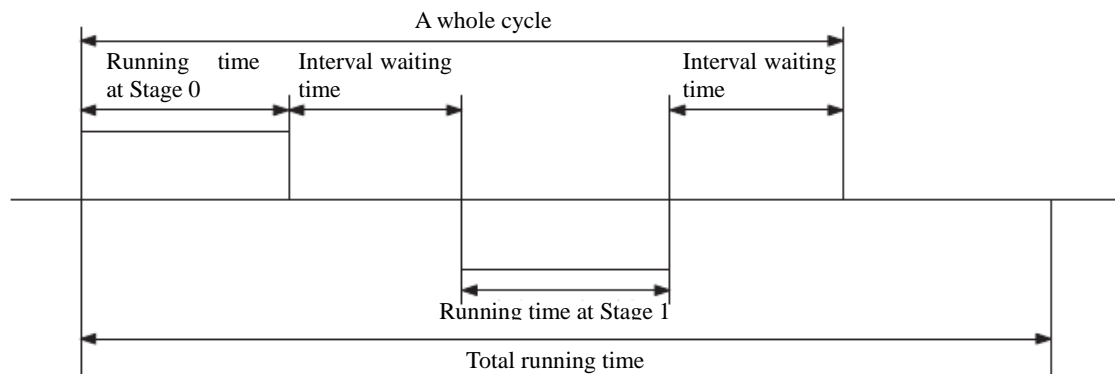 A whole cycle
Running time
at Stage 0
Interval waiting
time
Interval waiting
time
Running time at Stage 1
Total running time